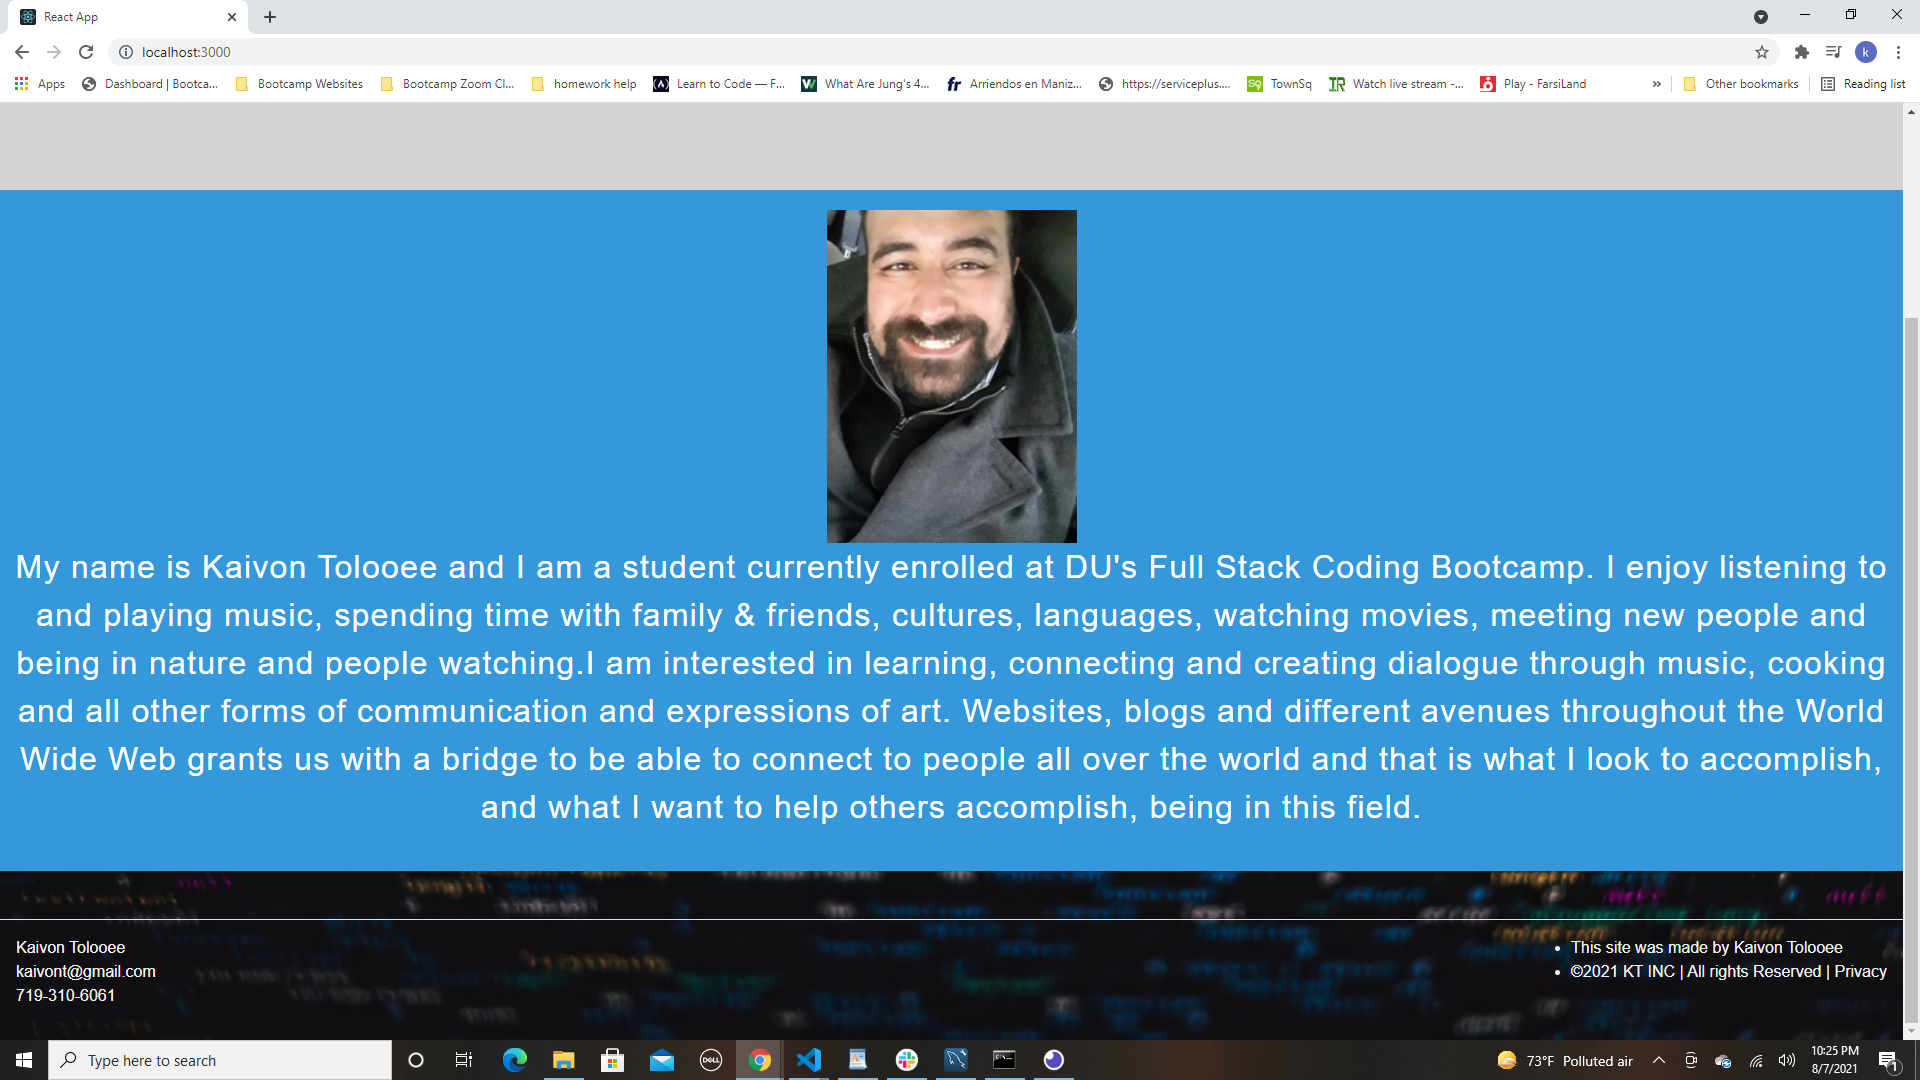 React App
localhost:3000
k
Apps
Dashboard | Bootca...
Bootcamp Websites
Bootcamp Zoom Cl...
homework help
Learn to Code — F...
What Are Jung's 4...
Arriendos en Maniz...
https://serviceplus....
TownSq
Watch live stream -...
Play - FarsiLand
»
Other bookmarks
Reading list
My name is Kaivon Tolooee and I am a student currently enrolled at DU's Full Stack Coding Bootcamp. I enjoy listening to
and playing music, spending time with family & friends, cultures, languages, watching movies, meeting new people and
being in nature and people watching.I am interested in learning, connecting and creating dialogue through music, cooking
and all other forms of communication and expressions of art. Websites, blogs and different avenues throughout the World
Wide Web grants us with a bridge to be able to connect to people all over the world and that is what I look to accomplish,
and what I want to help others accomplish, being in this field.
Kaivon Tolooee
kaivont@gmail.com
719-310-6061
• This site was made by Kaivon Tolooee
• ©2021 KT INC | All rights Reserved | Privacy
Type here to search
DELL
73°F Polluted air
10:25 PM
8/7/2021
1